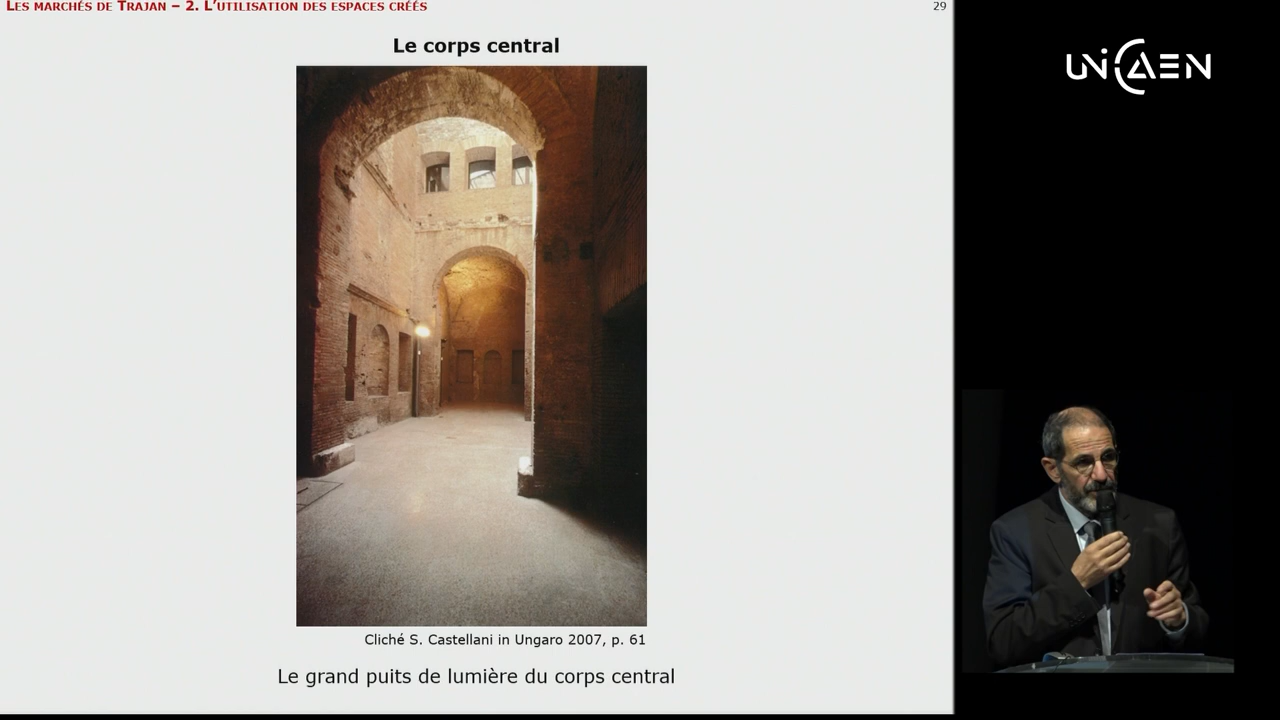 Les marchés de Trajan – 2. L'utilisation des espaces créés
29
Le corps central
Cliché S. Castellani in Ungaro 2007, p. 61
Le grand puits de lumière du corps central
UNICAEN